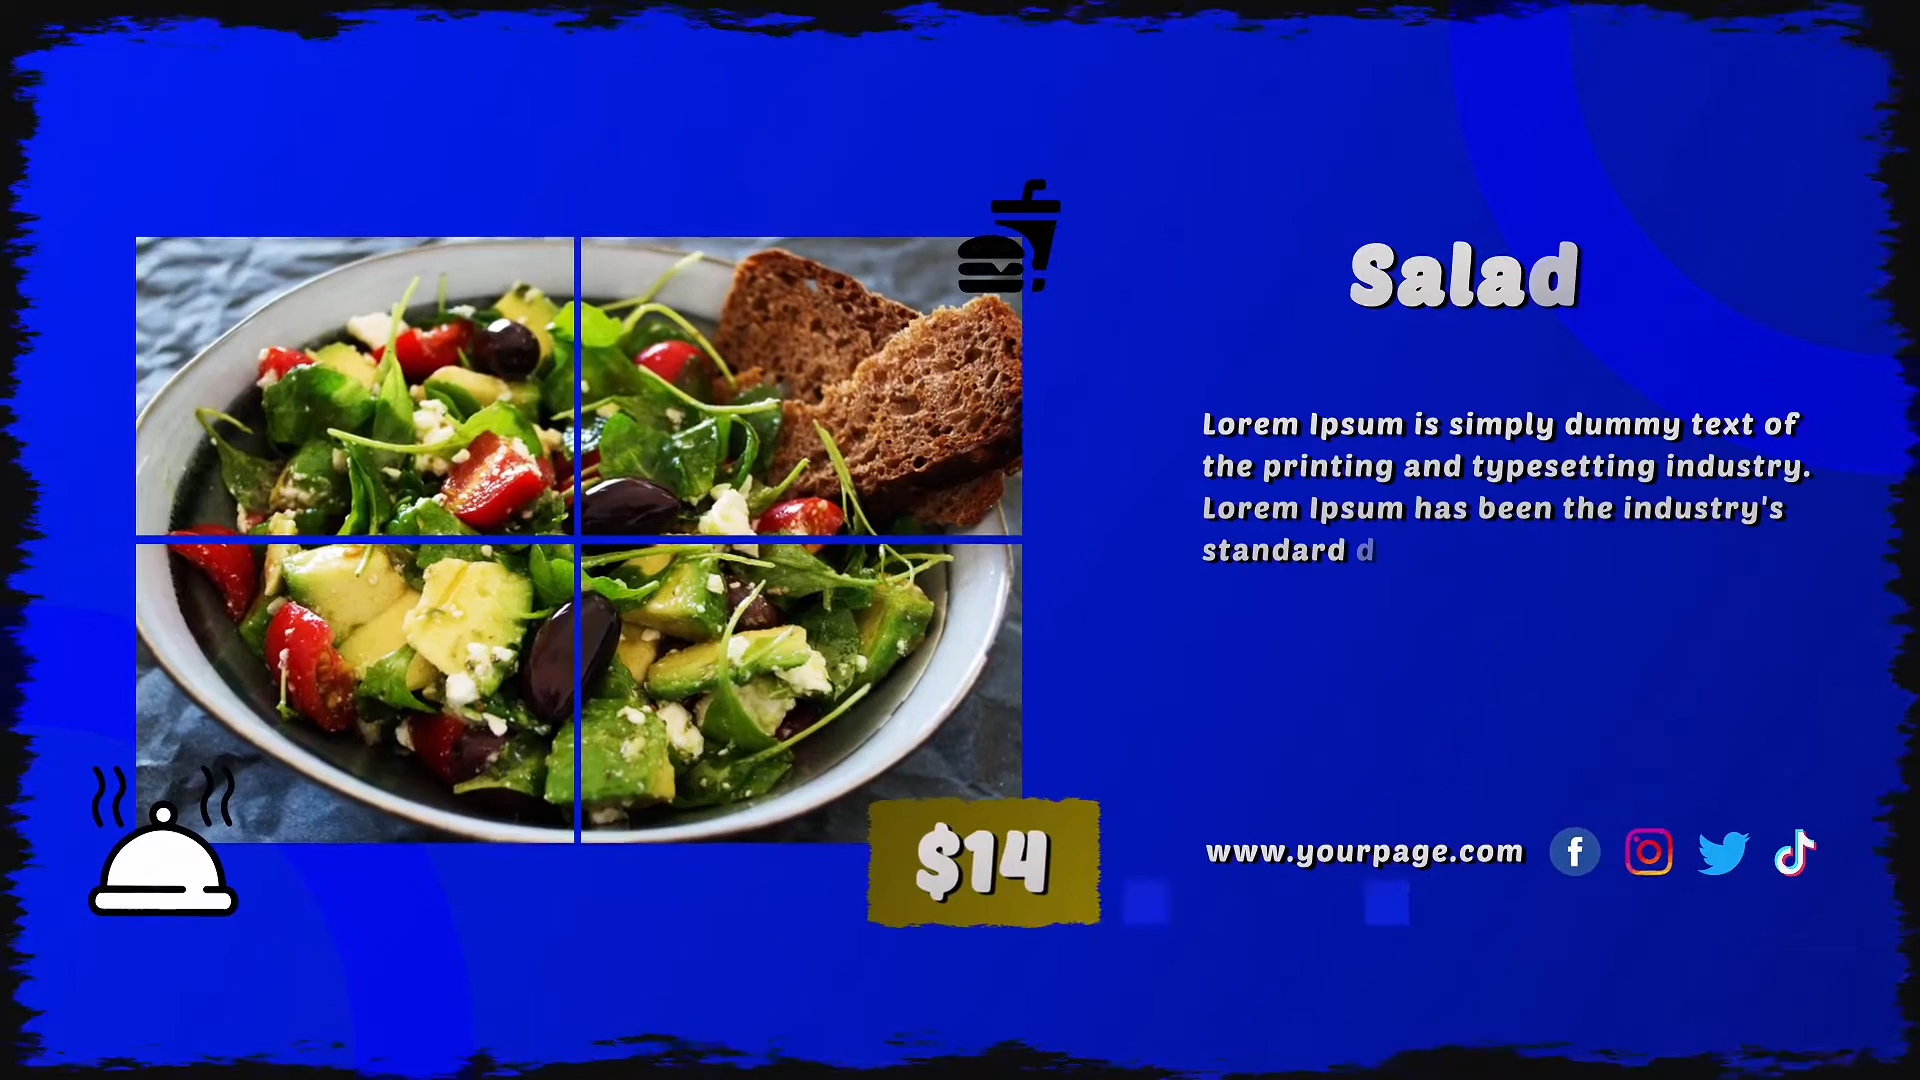 Salad
Lorem Ipsum is simply dummy text of
the printing and typesetting industry.
Lorem Ipsum has been the industry's
standard d
$14
www.yourpage.com